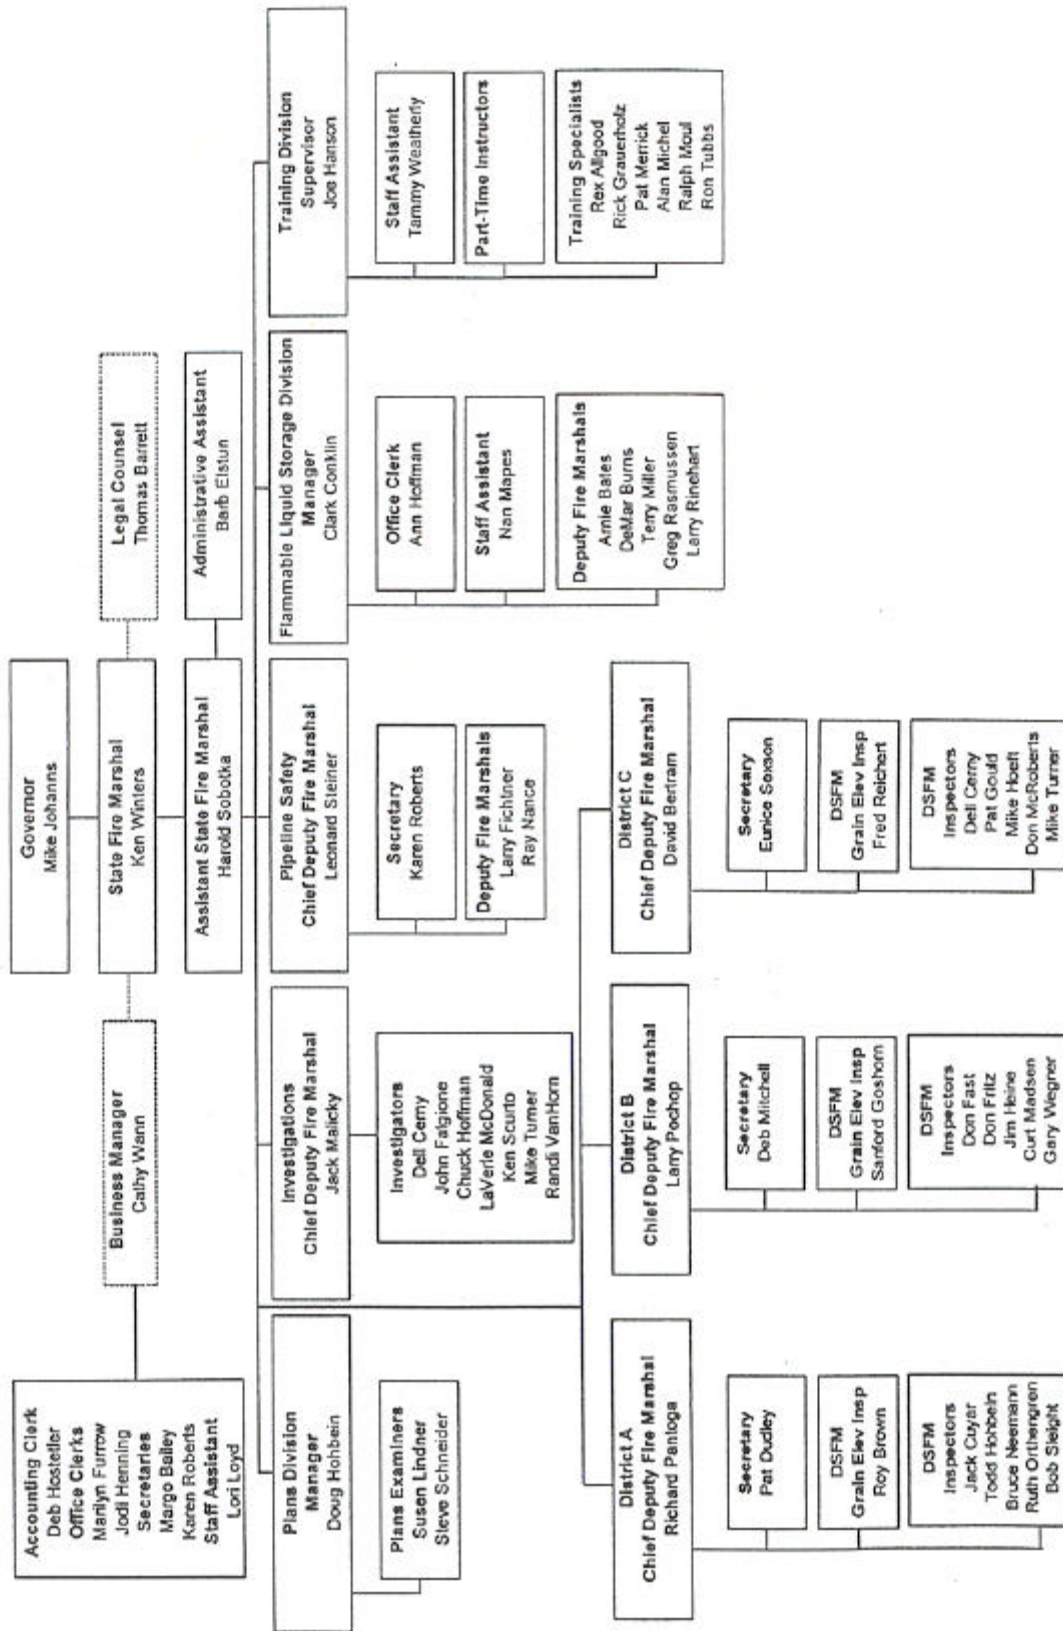 Governor
Mike Johanns
State Fire Marshal
Ken Winters
Legal Counsel
Thomas Barrett
Business Manager
Cathy Wann
Accounting Clerk
Deb Hostetler
Office Clerks
Marilyn Furrow
Jodi Henning
Secretaries
Margo Bailey
Karen Roberts
Staff Assistant
Lori Loyd
Assistant State Fire Marshal
Harold Sobotka
Administrative Assistant
Barb Elstun
Plans Division
Manager
Doug Hohbein
Plans Examiners
Susen Lindner
Steve Schneider
Investigations
Chief Deputy Fire Marshal
Jack Malicky
Investigators
Dell Cerny
John Falgione
Chuck Hoffman
LaVerle McDonald
Ken Scurto
Mike Turner
Randi VanHorn
Pipeline Safety
Chief Deputy Fire Marshal
Leonard Steiner
Secretary
Karen Roberts
Deputy Fire Marshals
Larry Fichtner
Ray Nance
Flammable Liquid Storage Division
Manager
Clark Conklin
Office Clerk
Ann Hoffman
Staff Assistant
Nan Mapes
Deputy Fire Marshals
Arnie Bates
DeMar Burns
Terry Miller
Greg Rasmussen
Larry Rinehart
Training Division
Supervisor
Joe Hanson
Staff Assistant
Tammy Weatherly
Part-Time Instructors
Training Specialists
Rex Allgood
Rick Grauerholz
Pat Merrick
Alan Michel
Ralph Moul
Ron Tubbs
District A
Chief Deputy Fire Marshal
Richard Panloga
Secretary
Pat Dudley
DSFM
Grain Elev Insp
Roy Brown
DSFM
Inspectors
Jack Cuyar
Todd Hohbein
Bruce Neemann
Ruth Orthengren
Bob Sleight
District B
Chief Deputy Fire Marshal
Larry Pochop
Secretary
Deb Mitchell
DSFM
Grain Elev Insp
Sanford Goshorn
DSFM
Inspectors
Don Fast
Don Fritz
Jim Heine
Curt Madsen
Gary Wegner
District C
Chief Deputy Fire Marshal
David Bertram
Secretary
Eunice Sexson
DSFM
Grain Elev Insp
Fred Reichert
DSFM
Inspectors
Dell Cerny
Pat Gould
Mike Hoeft
Don McRoberts
Mike Turner